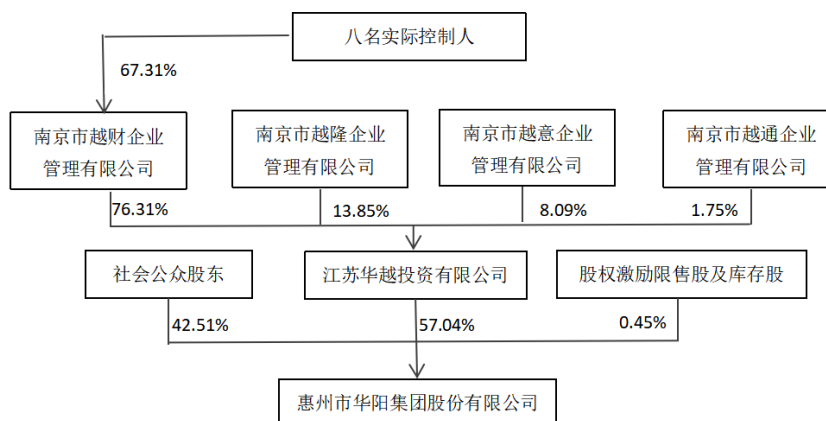 八名实际控制人
67.31%
南京市越财企业
管理有限公司
南京市越隆企业
管理有限公司
南京市越意企业
管理有限公司
南京市越通企业
管理有限公司
76.31%
13.85%
8.09%
1.75%
社会公众股东
江苏华越投资有限公司
股权激励限售股及库存股
42.51%
57.04%
0.45%
惠州市华阳集团股份有限公司